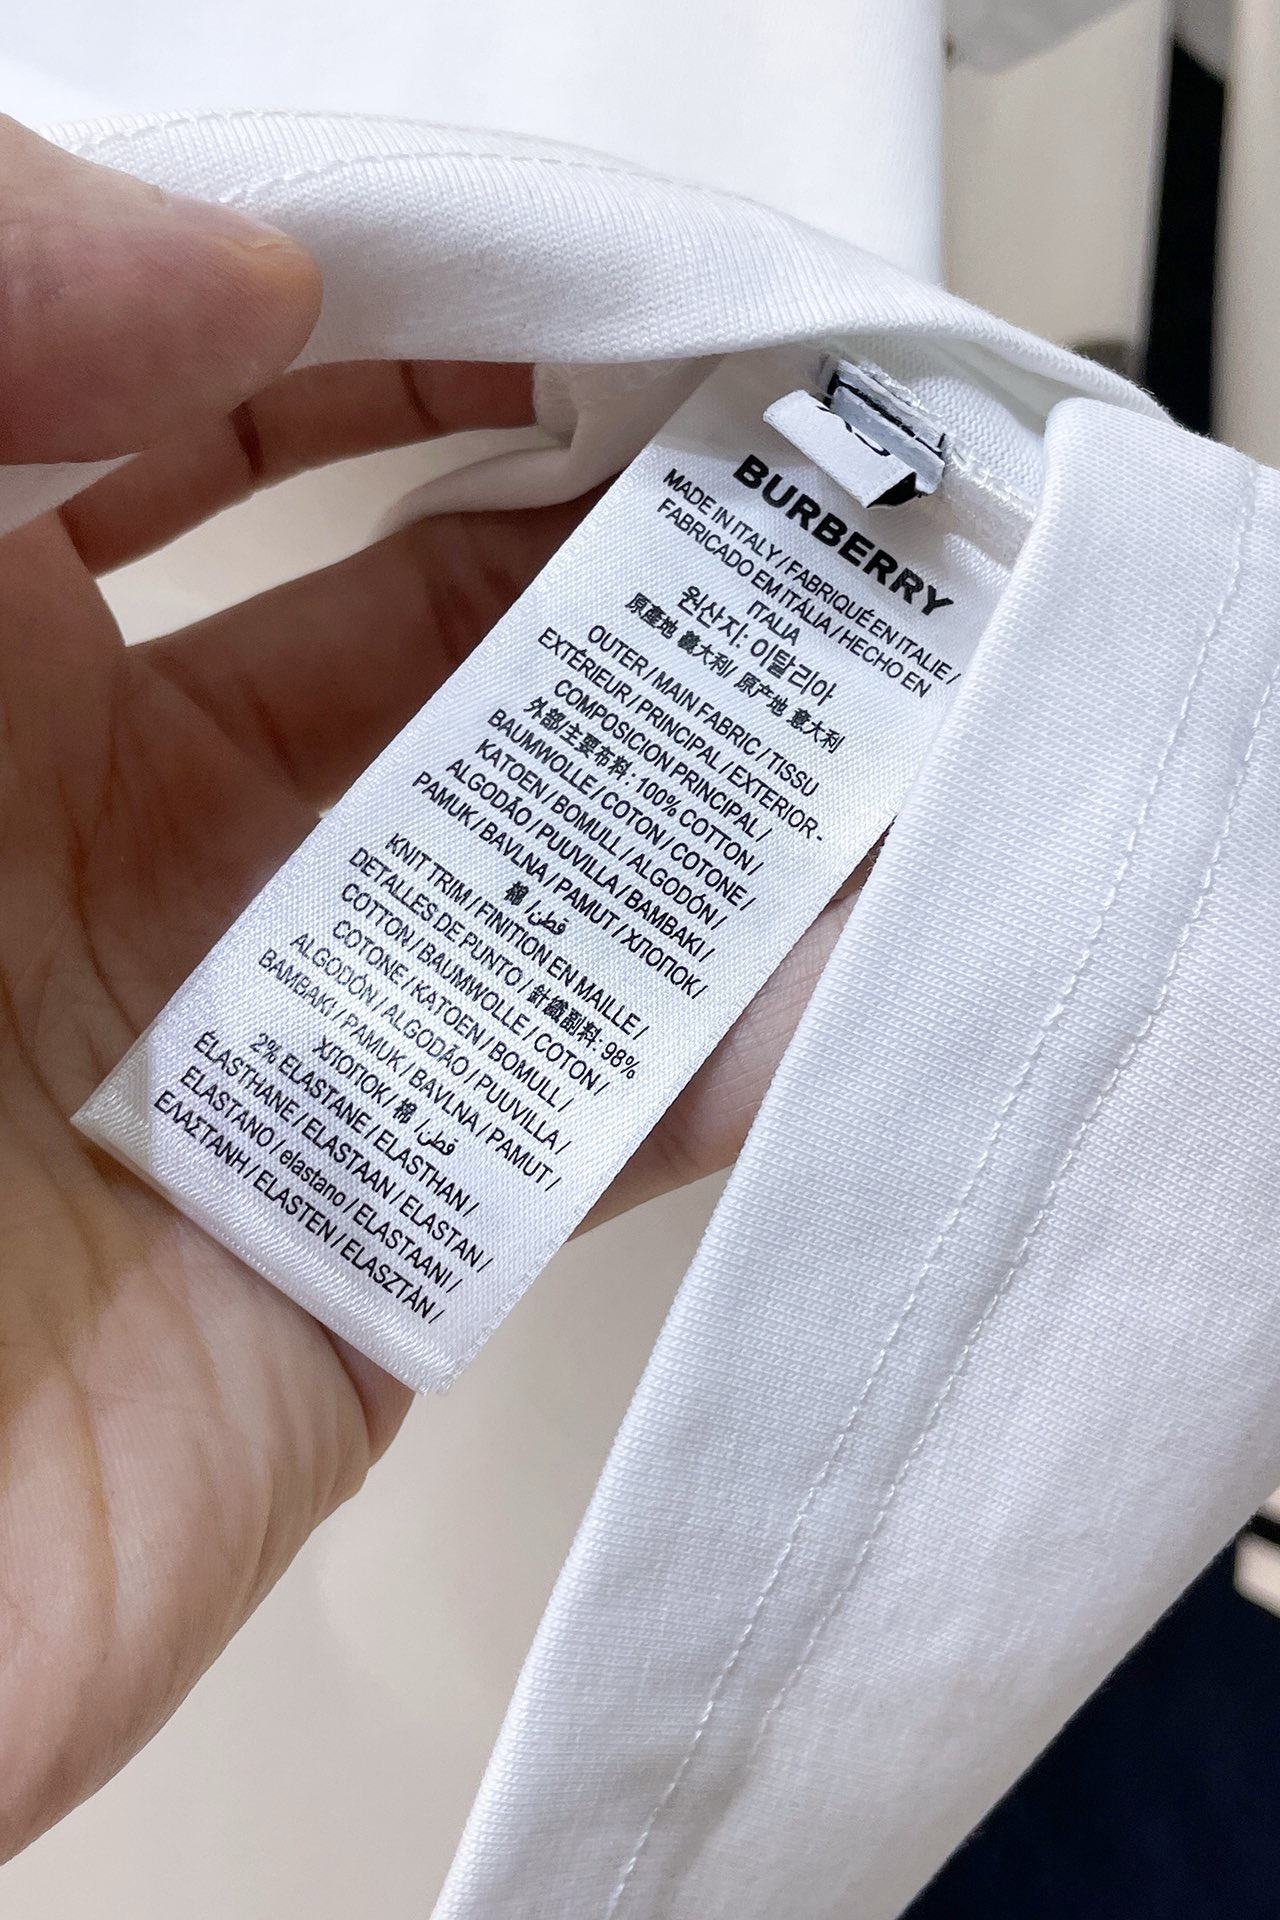 BURBERRY
MADE IN ITALY / FABRIQUÉ EN ITALIE /
FABRICADO EM ITÁLIA / HECHO EN
ITALIA
원산지: 이탈리아
原產地 義大利/ 原产地 意大利
OUTER / MAIN FABRIC / TISSU
EXTÉRIEUR / PRINCIPAL / EXTERIOR-
COMPOSICION PRINCIPAL /
外部/主要布料: 100% COTTON /
BAUMWOLLE / COTON / COTONE /
KATOEN / BOMULL / ALGODÓN /
ALGODÃO / PUUVILLA / BAMBAKI /
PAMUK / BAVLNA / PAMUT / ХЛОПОК /
棉 /قطن
KNIT TRIM / FINITION EN MAILLE /
DETALLES DE PUNTO / 針織副料: 98%
COTTON / BAUMWOLLE / COTON /
COTONE / KATOEN / BOMULL /
ALGODÓN / ALGODÃO / PUUVILLA /
BAMBAKI / PAMUK / BAVLNA / PAMUT /
ХЛОПОК / 棉 /قطن
2% ELASTANE / ELASTHAN /
ÉLASTHANE / ELASTAAN / ELASTAN /
ELASTANO / elastano / ELASTAANI /
ΕΛΑΣΤΑΝΗ / ELASTEN / ELASZTÁN /